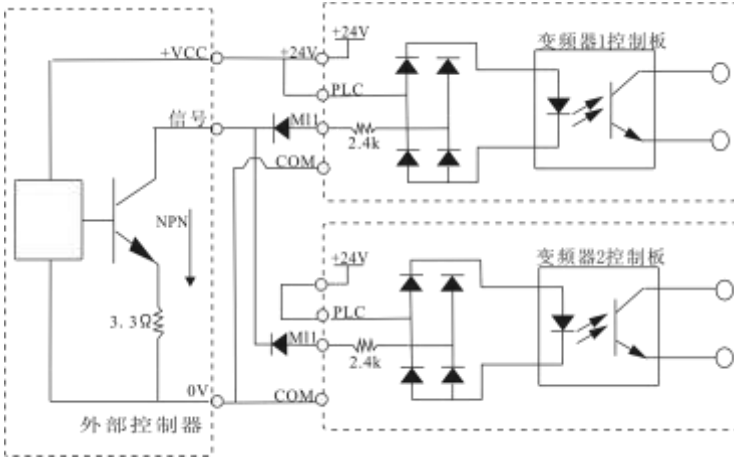 +VCC
+24V
+24V
变频器1控制板
PLC
信号
MI1
2.4k
COM
NPN
3.3Ω
+24V
变频器2控制板
PLC
MI1
2.4k
0V
COM
外部控制器